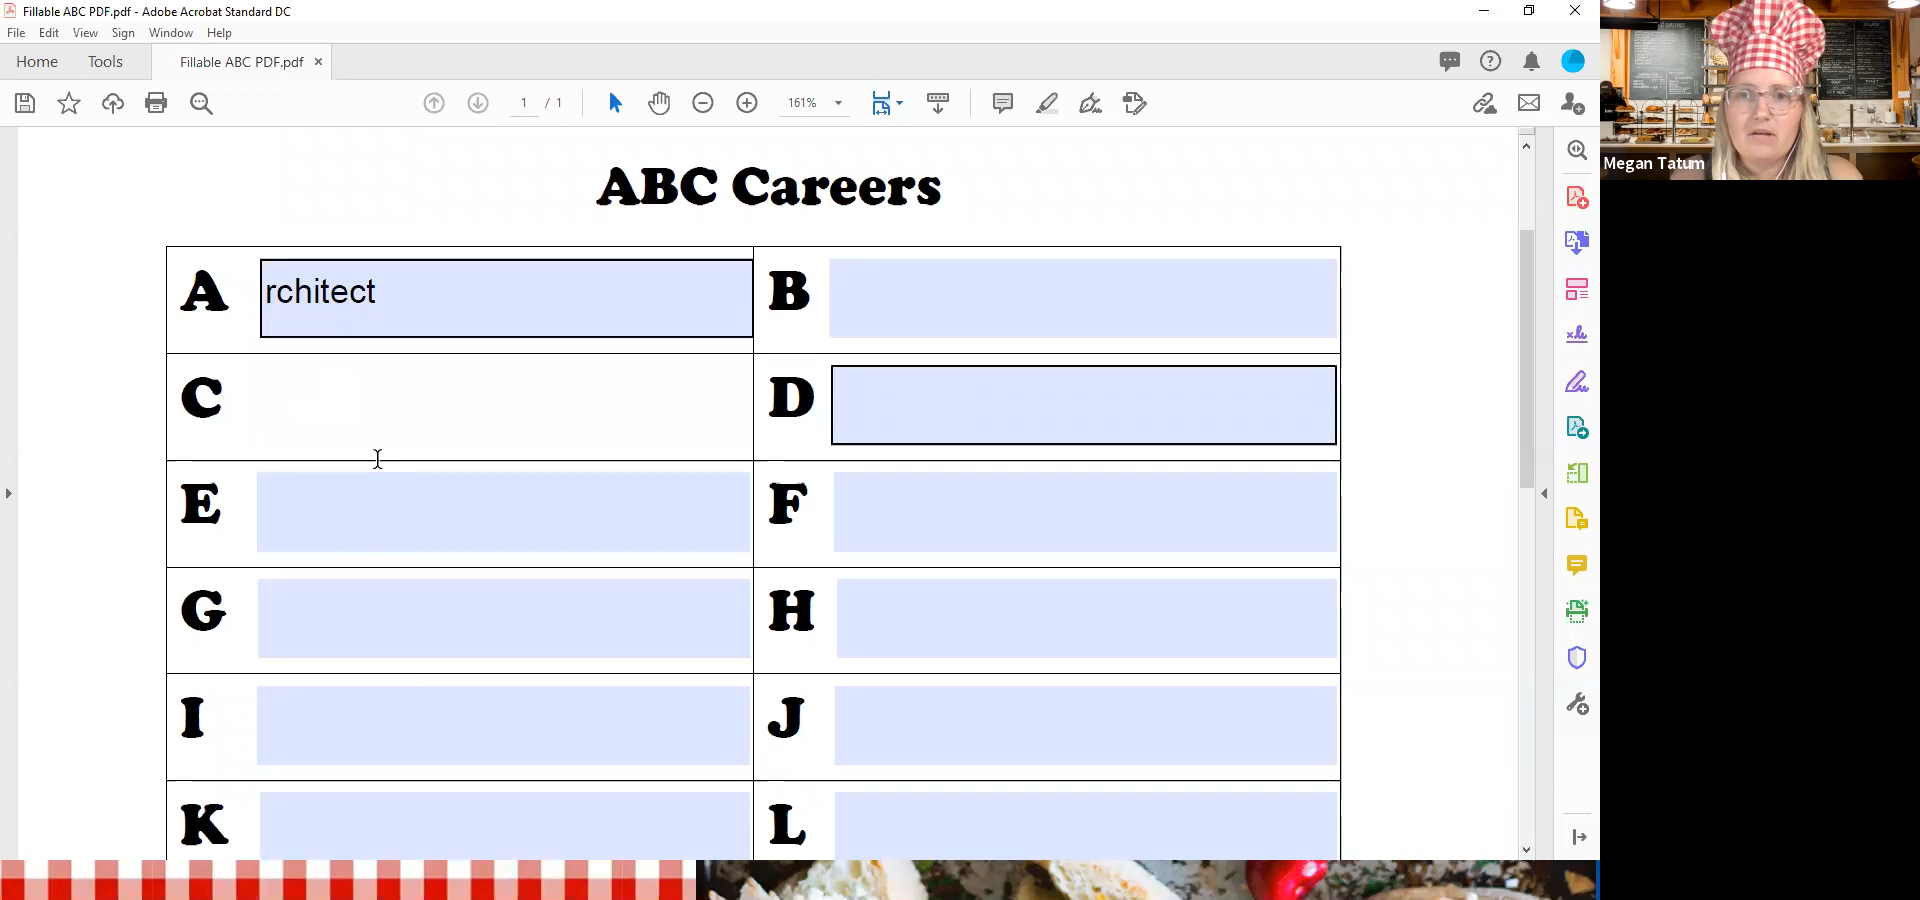 Fillable ABC PDF.pdf - Adobe Acrobat Standard DC
File Edit View Sign Window Help
Home Tools Fillable ABC PDF.pdf ×
1 / 1 161%
Megan Tatum
ABC Careers
A rchitect B
C D
E F
G H
I J
K L